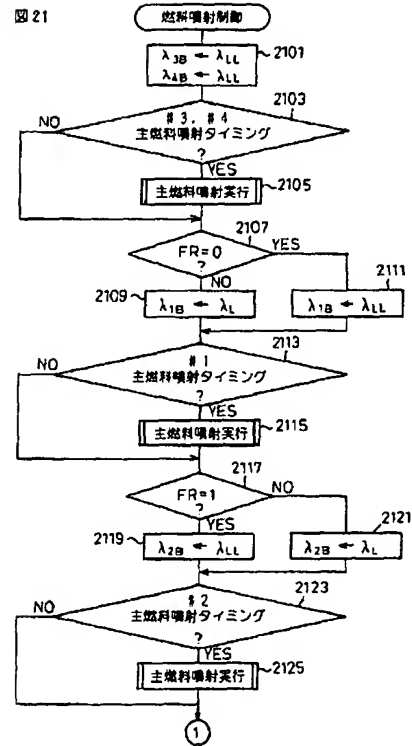 図21
燃料噴射制御
λ3B ← λLL
λ4B ← λLL
2101
#3, #4
主燃料噴射タイミング
?
2103
NO
YES
主燃料噴射実行
2105
FR=0
?
2107
YES
NO
2109
λ1B ← λL
2111
λ1B ← λLL
#1
主燃料噴射タイミング
?
2113
NO
YES
主燃料噴射実行
2115
FR=1
?
2117
NO
YES
2119
λ2B ← λLL
2121
λ2B ← λL
#2
主燃料噴射タイミング
?
2123
NO
YES
主燃料噴射実行
2125
1